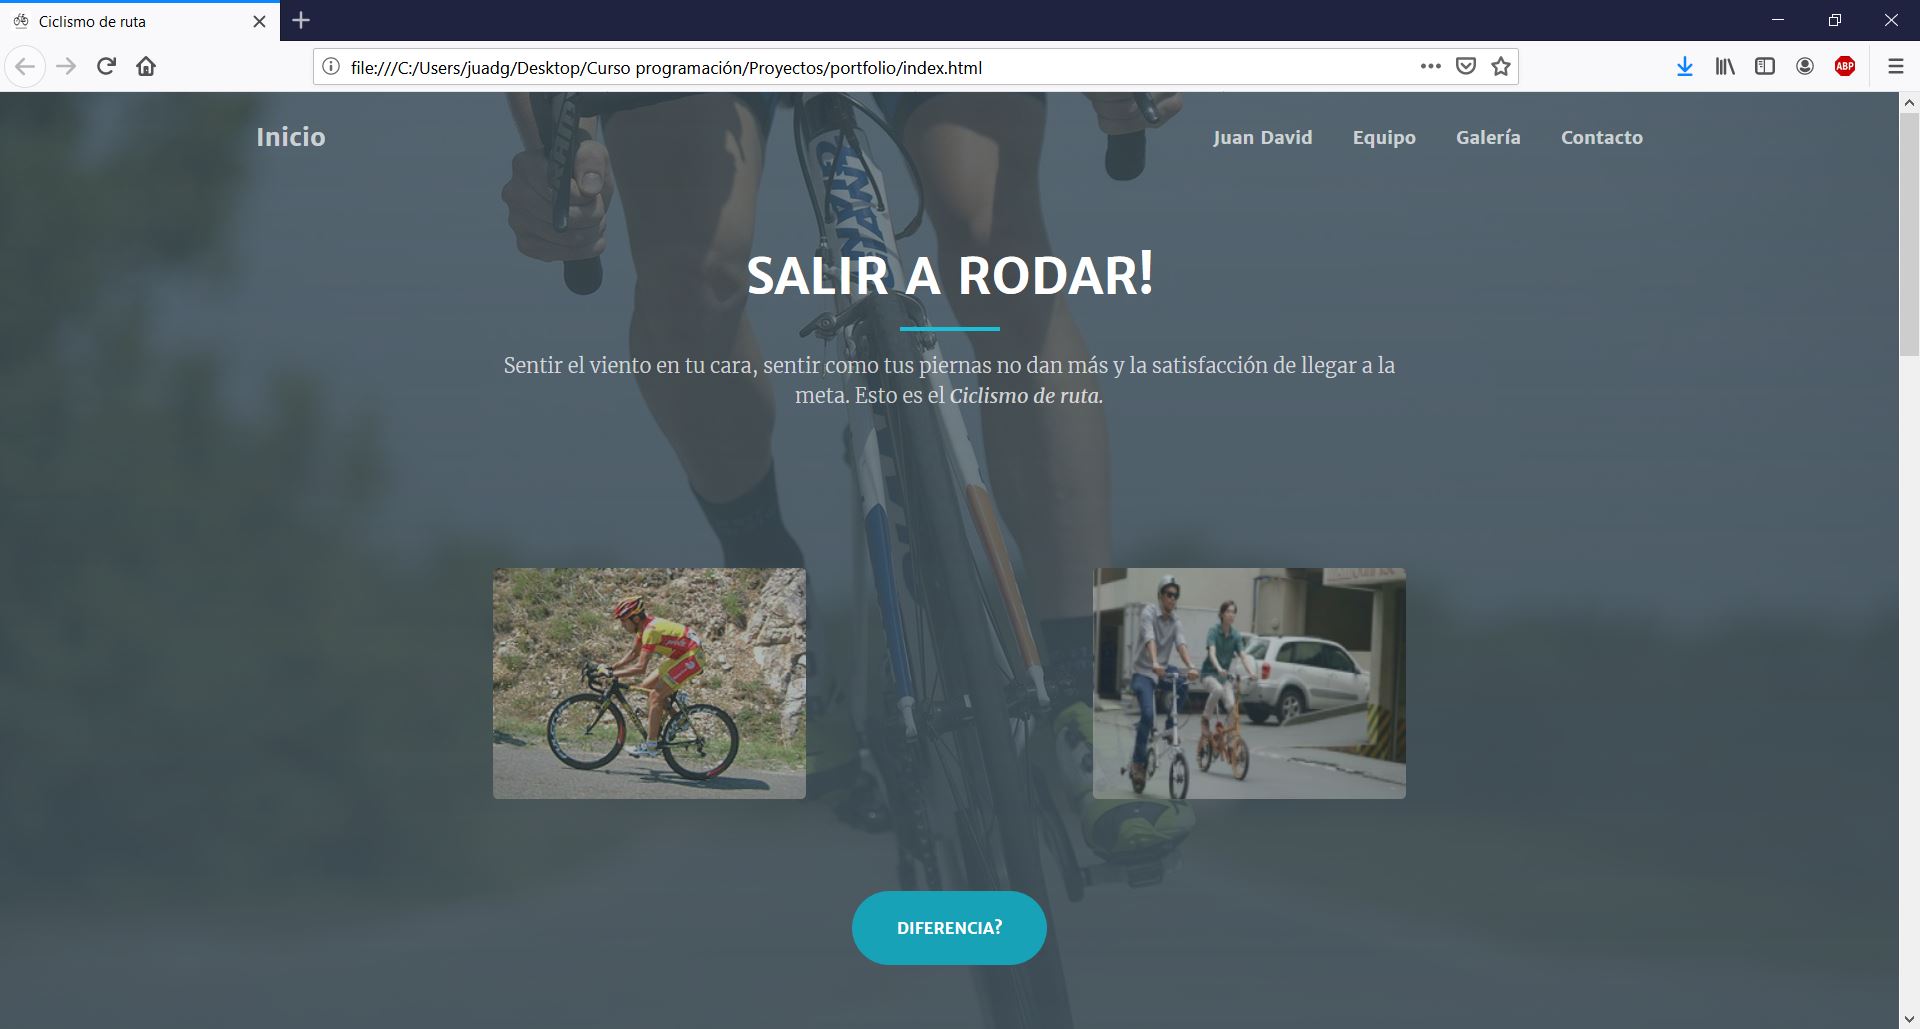 Ciclismo de ruta
file:///C:/Users/juadg/Desktop/Curso programación/Proyectos/portfolio/index.html
ABP
Inicio
Juan David
Equipo
Galería
Contacto
SALIR A RODAR!
Sentir el viento en tu cara, sentir como tus piernas no dan más y la satisfacción de llegar a la
meta. Esto es el Ciclismo de ruta.
DIFERENCIA?